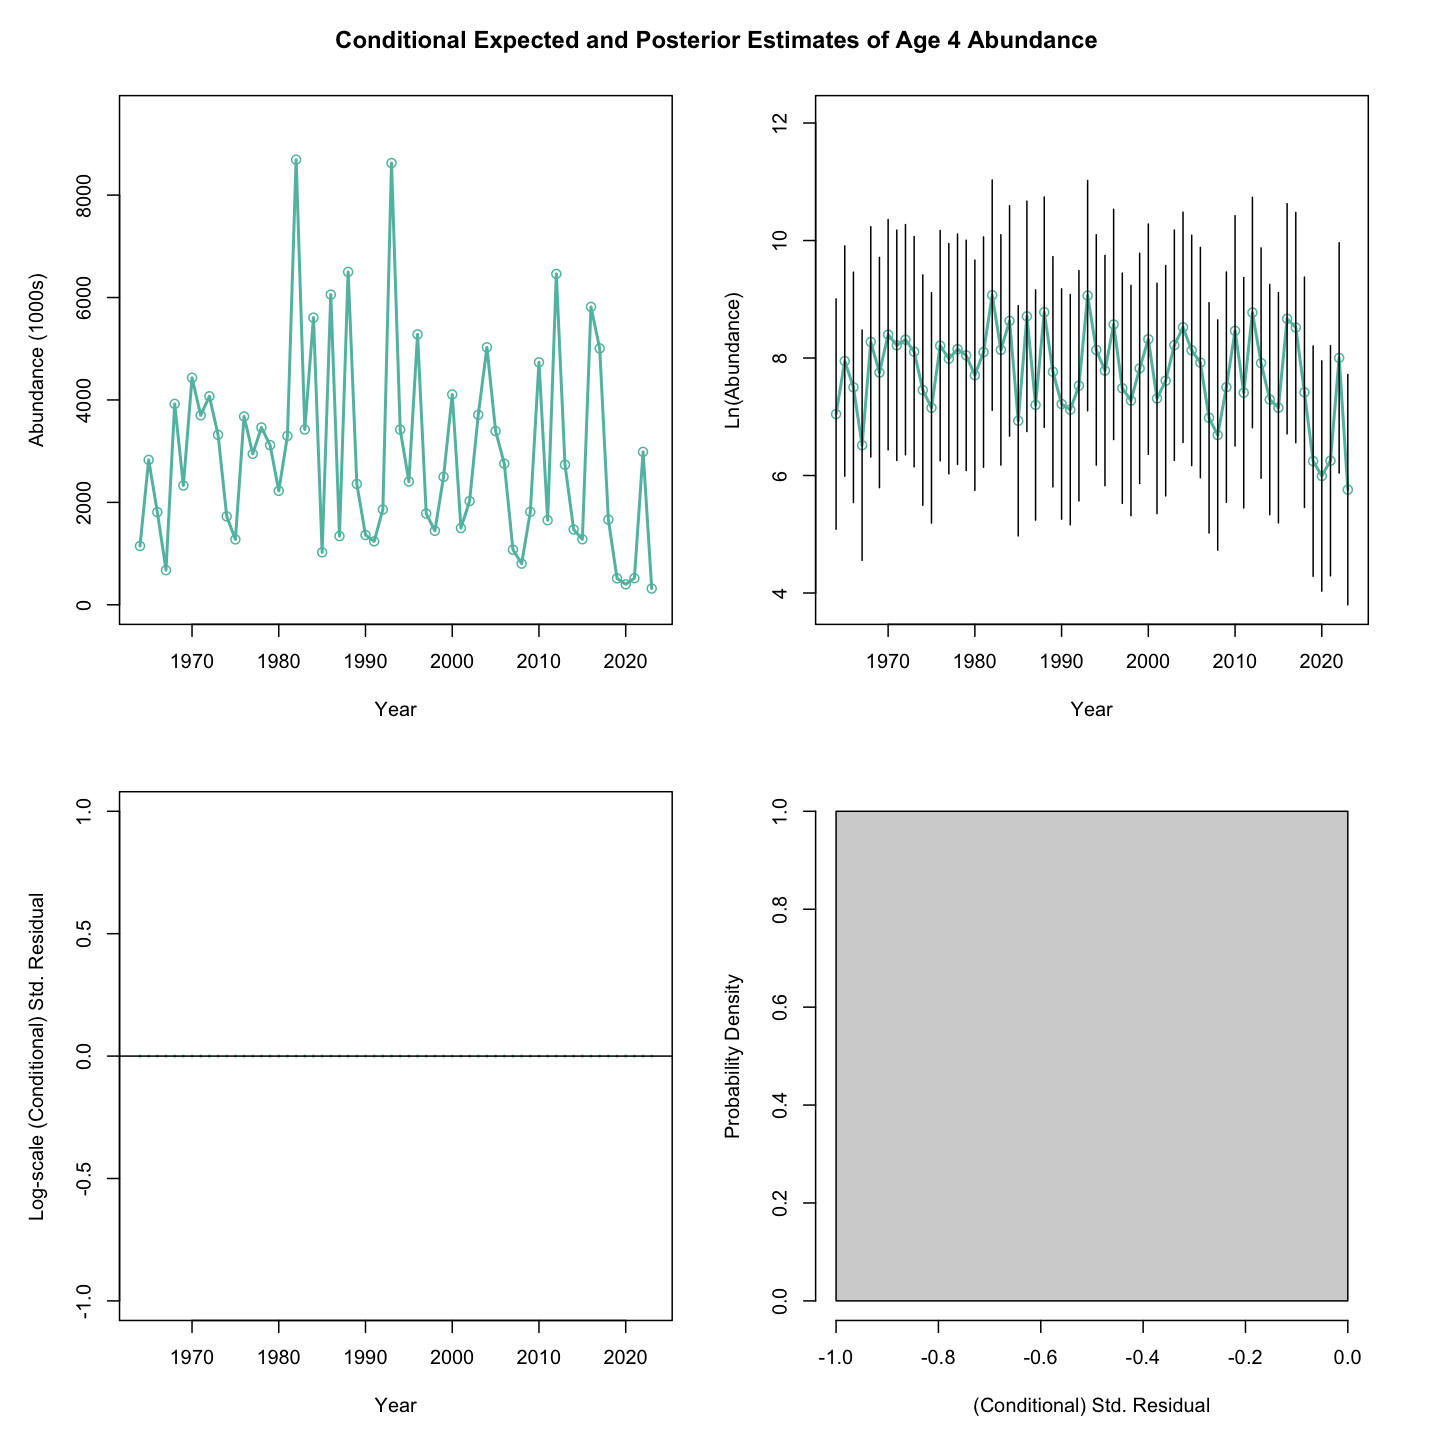 Conditional Expected and Posterior Estimates of Age 4 Abundance
Abundance (1000s)
8000
6000
4000
2000
0
1970 1980 1990 2000 2010 2020
Year
Ln(Abundance)
12
10
8
6
4
1970 1980 1990 2000 2010 2020
Year
Log-scale (Conditional) Std. Residual
1.0
0.5
0.0
-0.5
-1.0
1970 1980 1990 2000 2010 2020
Year
Probability Density
1.0
0.8
0.6
0.4
0.2
0.0
-1.0 -0.8 -0.6 -0.4 -0.2 0.0
(Conditional) Std. Residual